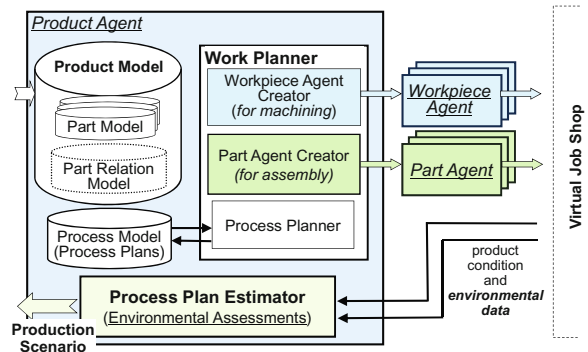 Product Agent
Product Model
Part Model
Part Relation
Model
Process Model
(Process Plans)
Work Planner
Workpiece Agent
Creator
(for machining)
Part Agent Creator
(for assembly)
Process Planner
Workpiece
Agent
Part Agent
Virtual Job Shop
product
condition
and
environmental
data
Process Plan Estimator
(Environmental Assessments)
Production
Scenario